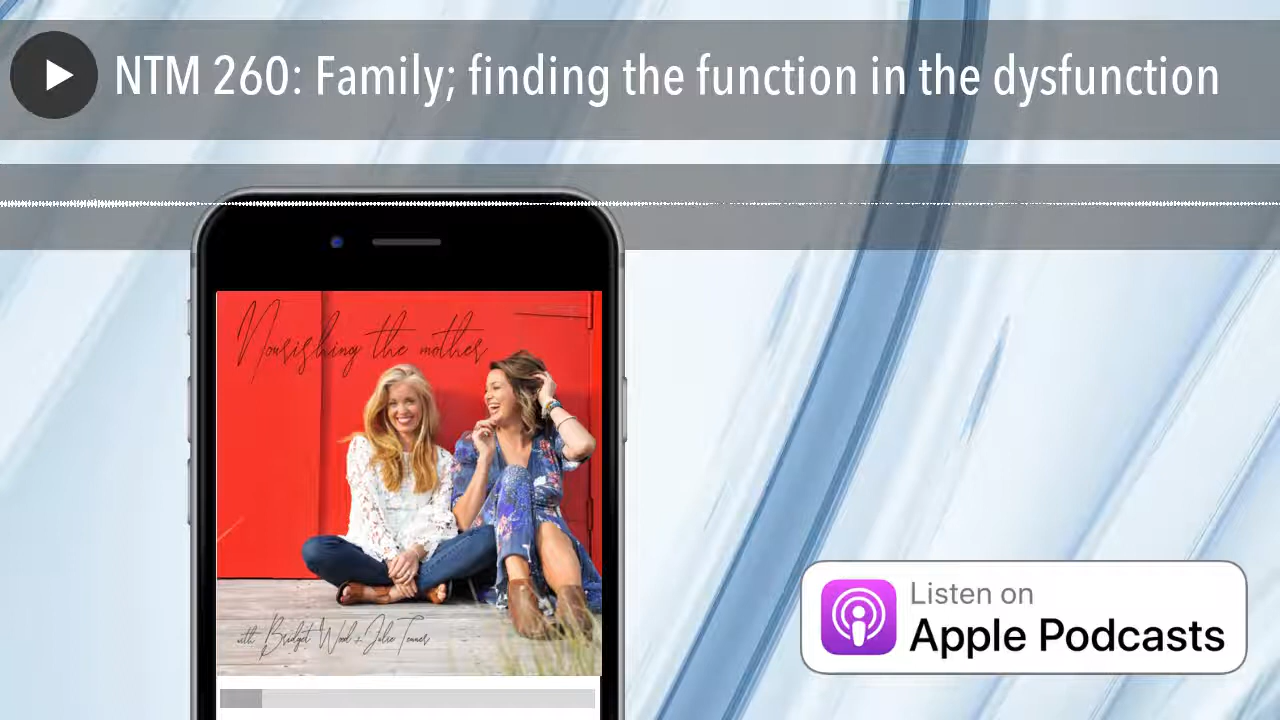 NTM 260: Family; finding the function in the dysfunction
Nourishing the mother
with Bridget Wood + Julie Tenner
Listen on
Apple Podcasts